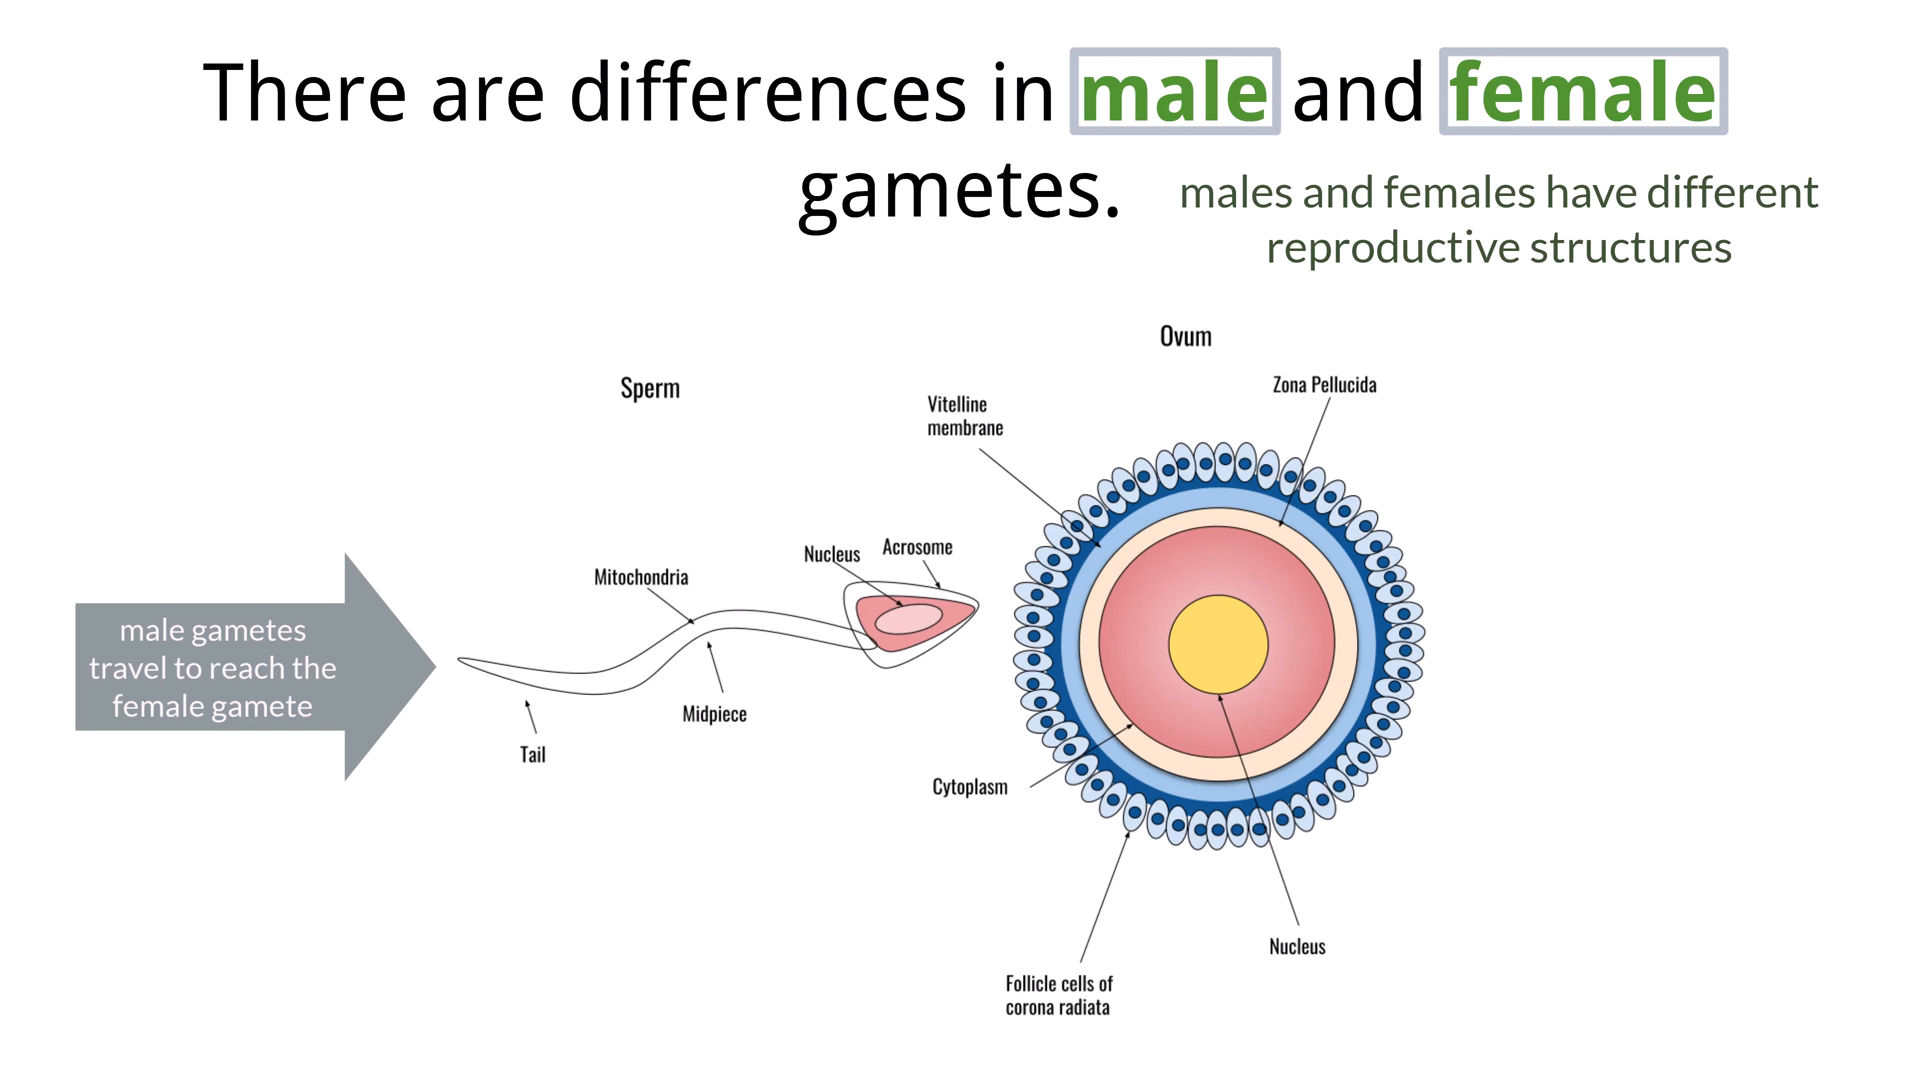 There are differences in male and female
gametes.
males and females have different
reproductive structures
Ovum
Sperm
Zona Pellucida
Vitelline
membrane
Nucleus
Acrosome
Mitochondria
male gametes
travel to reach the
female gamete
Midpiece
Tail
Cytoplasm
Nucleus
Follicle cells of
corona radiata